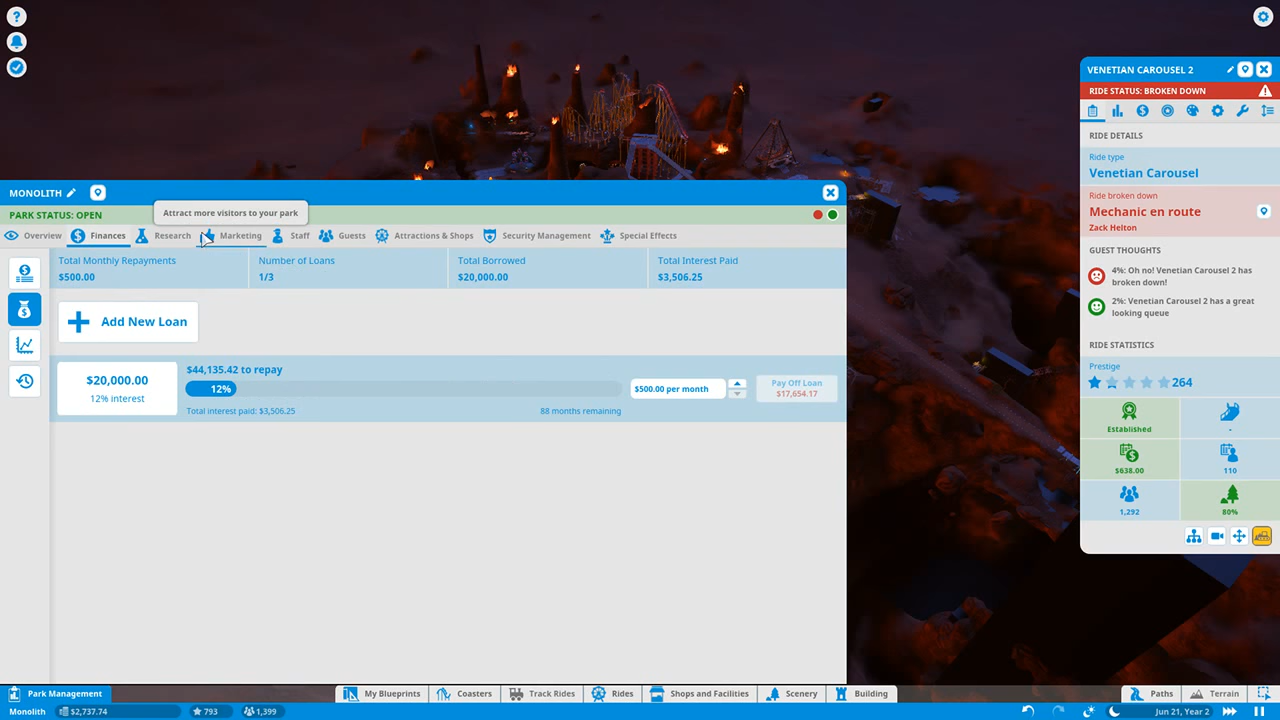 VENETIAN CAROUSEL 2
RIDE STATUS: BROKEN DOWN
RIDE DETAILS
Ride type
Venetian Carousel
Ride broken down
Mechanic en route
Zack Helton
GUEST THOUGHTS
4%: Oh no! Venetian Carousel 2 has
broken down!
2%: Venetian Carousel 2 has a great
looking queue
RIDE STATISTICS
Prestige
264
Established
-
$638.00
110
1,292
80%
MONOLITH
PARK STATUS: OPEN
Attract more visitors to your park
Overview
Finances
Research
Marketing
Staff
Guests
Attractions & Shops
Security Management
Special Effects
Total Monthly Repayments
$500.00
Number of Loans
1/3
Total Borrowed
$20,000.00
Total Interest Paid
$3,506.25
Add New Loan
$20,000.00
12% interest
$44,135.42 to repay
12%
Total interest paid: $3,506.25
88 months remaining
$500.00 per month
Pay Off Loan
$17,654.17
Park Management
My Blueprints
Coasters
Track Rides
Rides
Shops and Facilities
Scenery
Building
Paths
Terrain
Monolith
$2,737.74
793
1,399
Jun 21, Year 2